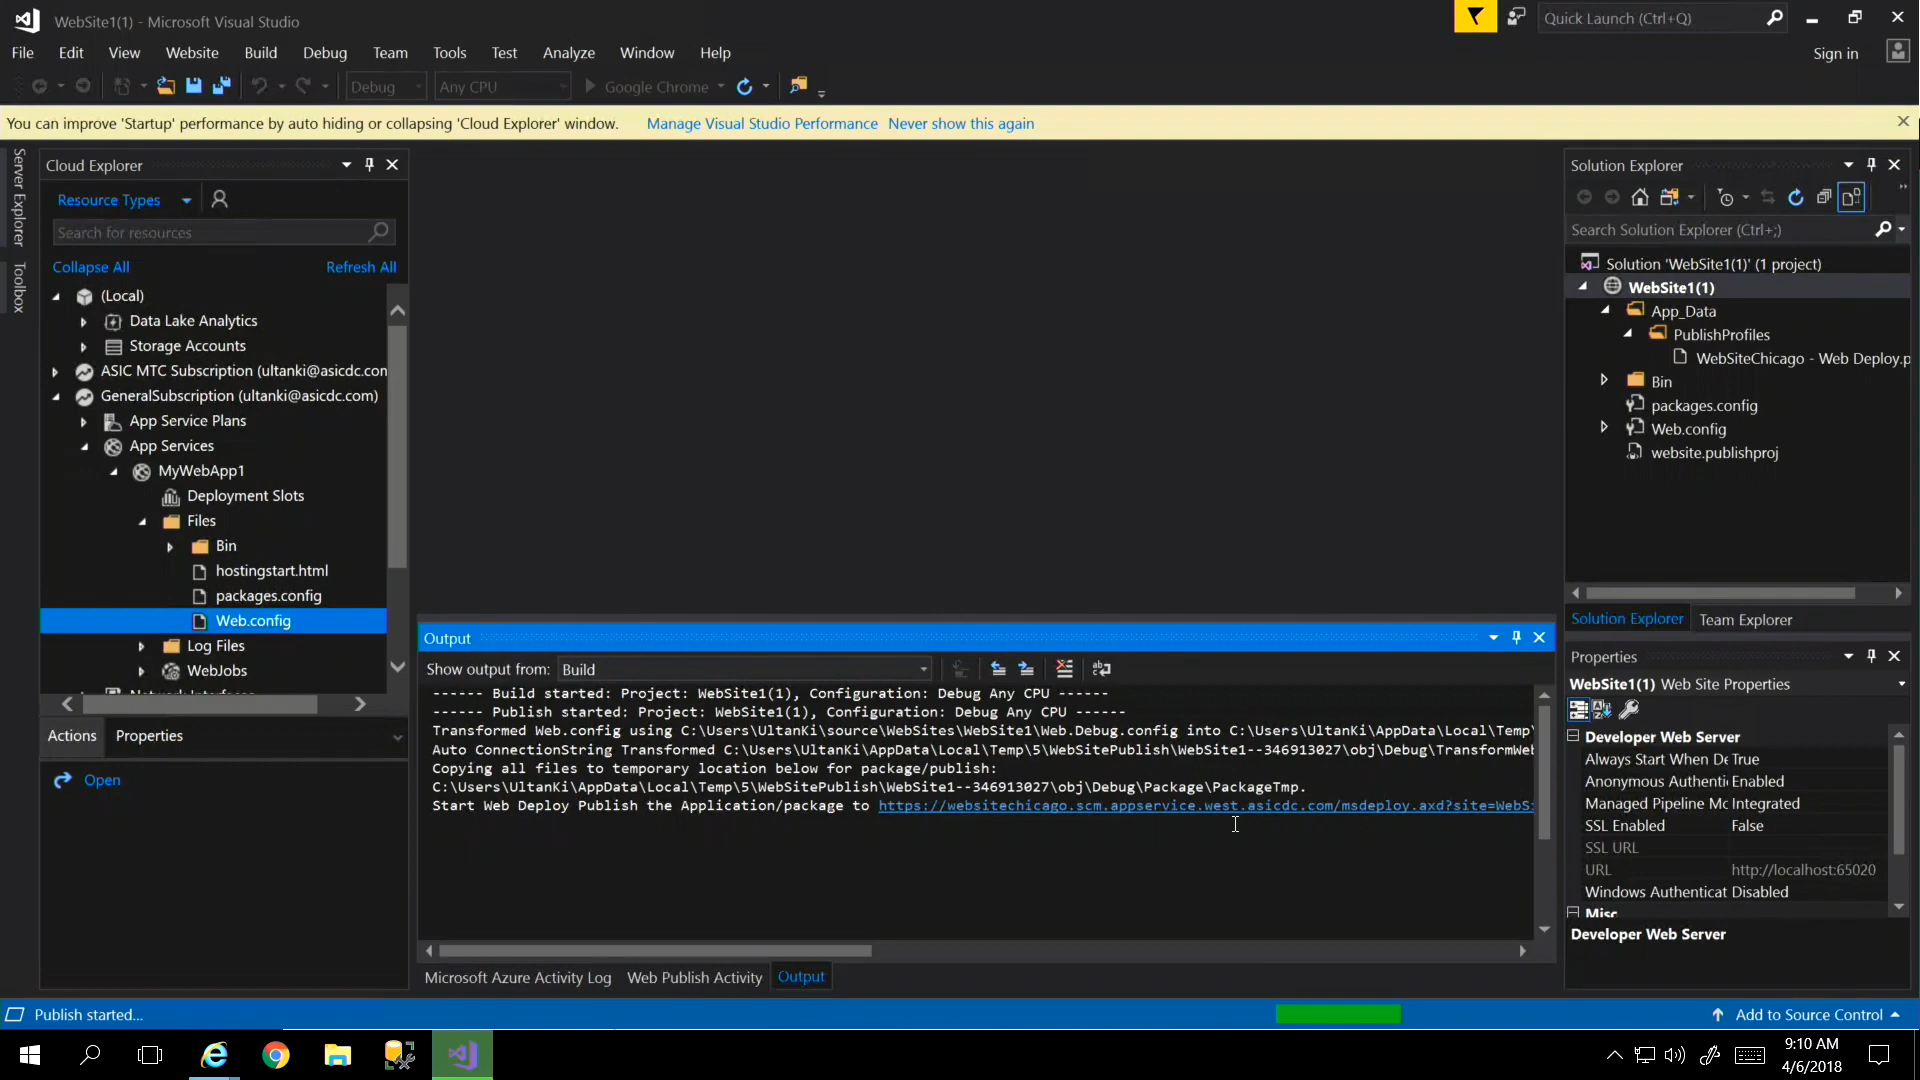 WebSite1(1) - Microsoft Visual Studio
Quick Launch (Ctrl+Q)
File Edit View Website Build Debug Team Tools Test Analyze Window Help
Sign in
Debug Any CPU Google Chrome
You can improve 'Startup' performance by auto hiding or collapsing 'Cloud Explorer' window. Manage Visual Studio Performance Never show this again
Server Explorer
Toolbox
Cloud Explorer
Resource Types
Search for resources
Collapse All Refresh All
(Local)
Data Lake Analytics
Storage Accounts
ASIC MTC Subscription (ultanki@asicdc.con
GeneralSubscription (ultanki@asicdc.com)
App Service Plans
App Services
MyWebApp1
Deployment Slots
Files
Bin
hostingstart.html
packages.config
Web.config
Log Files
WebJobs
Actions Properties
Open
Output
Show output from: Build
------ Build started: Project: WebSite1(1), Configuration: Debug Any CPU ------
------ Publish started: Project: WebSite1(1), Configuration: Debug Any CPU ------
Transformed Web.config using C:\Users\UltanKi\source\WebSites\WebSite1\Web.Debug.config into C:\Users\UltanKi\AppData\Local\Temp\
Auto ConnectionString Transformed C:\Users\UltanKi\AppData\Local\Temp\5\WebSitePublish\WebSite1--346913027\obj\Debug\TransformWeb
Copying all files to temporary location below for package/publish:
C:\Users\UltanKi\AppData\Local\Temp\5\WebSitePublish\WebSite1--346913027\obj\Debug\Package\PackageTmp.
Start Web Deploy Publish the Application/package to https://websitechicago.scm.appservice.west.asicdc.com/msdeploy.axd?site=WebSi
Microsoft Azure Activity Log Web Publish Activity Output
Solution Explorer
Search Solution Explorer (Ctrl+;)
Solution 'WebSite1(1)' (1 project)
WebSite1(1)
App_Data
PublishProfiles
WebSiteChicago - Web Deploy.p
Bin
packages.config
Web.config
website.publishproj
Solution Explorer Team Explorer
Properties
WebSite1(1) Web Site Properties
Developer Web Server
Always Start When De True
Anonymous Authenti Enabled
Managed Pipeline Mc Integrated
SSL Enabled False
SSL URL
URL http://localhost:65020
Windows Authenticat Disabled
Misc
Developer Web Server
Publish started...
Add to Source Control
9:10 AM
4/6/2018